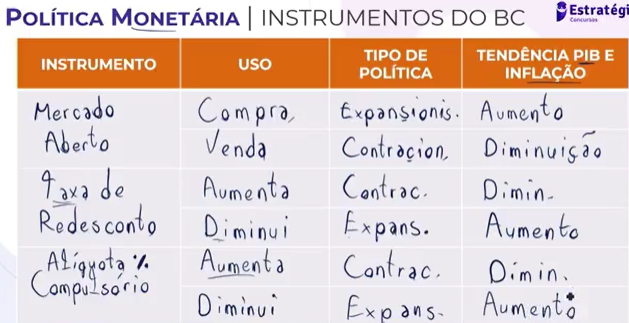 POLÍTICA MONETÁRIA | INSTRUMENTOS DO BC
Estratégi
Concursos
INSTRUMENTO USO TIPO DE POLÍTICA TENDÊNCIA PIB E INFLAÇÃO
Mercado Aberto Compra Expansionis. Aumento
Venda Contracion. Diminuição
Taxa de Redesconto Aumenta Contrac. Dimin.
Diminui Expans. Aumento
Alíquota % Compulsório Aumenta Contrac. Dimin.
Diminui Expans. Aumento